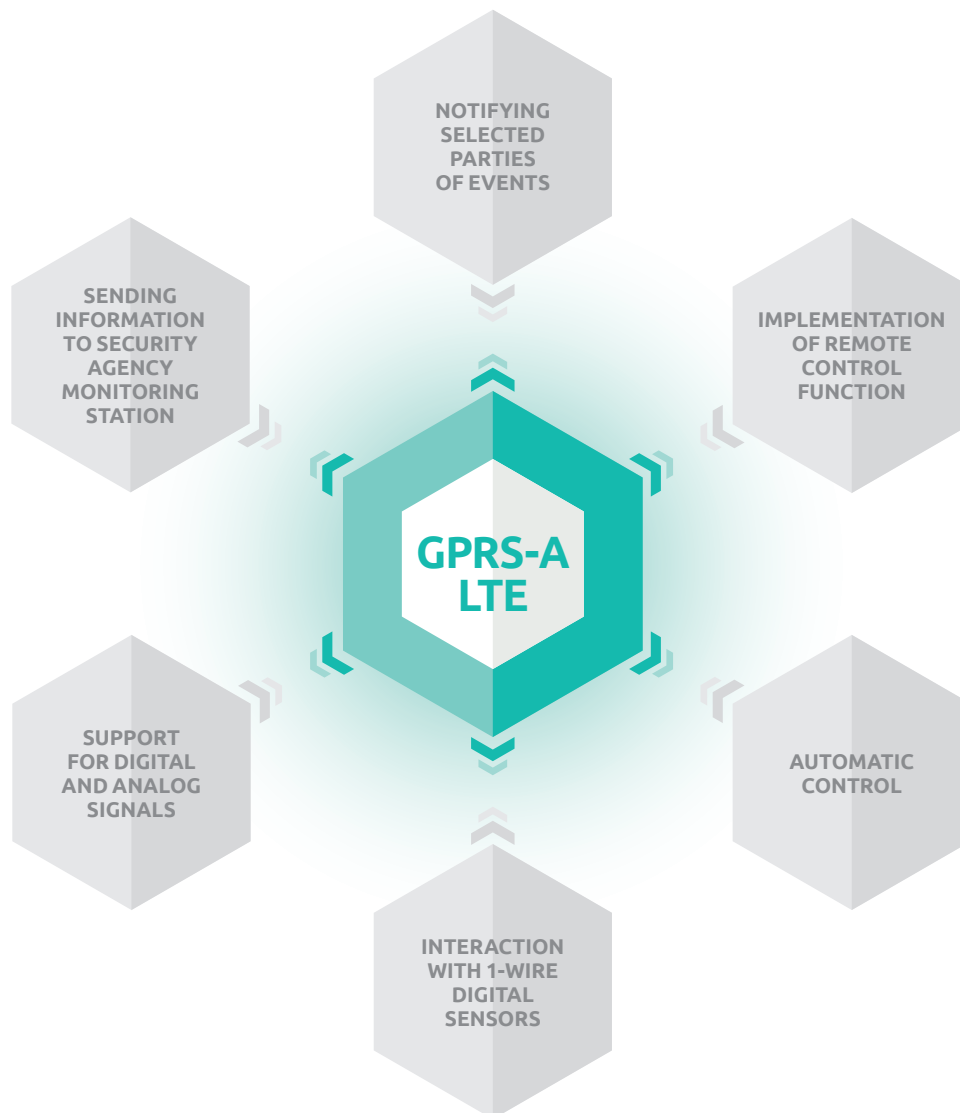 NOTIFYING
SELECTED
PARTIES
OF EVENTS
SENDING
INFORMATION
TO SECURITY
AGENCY
MONITORING
STATION
IMPLEMENTATION
OF REMOTE
CONTROL
FUNCTION
GPRS-A
LTE
SUPPORT
FOR DIGITAL
AND ANALOG
SIGNALS
AUTOMATIC
CONTROL
INTERACTION
WITH 1-WIRE
DIGITAL
SENSORS